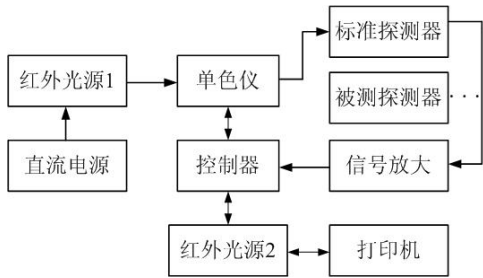 标准探测器
红外光源1
单色仪
被测探测器
···
直流电源
控制器
信号放大
红外光源2
打印机